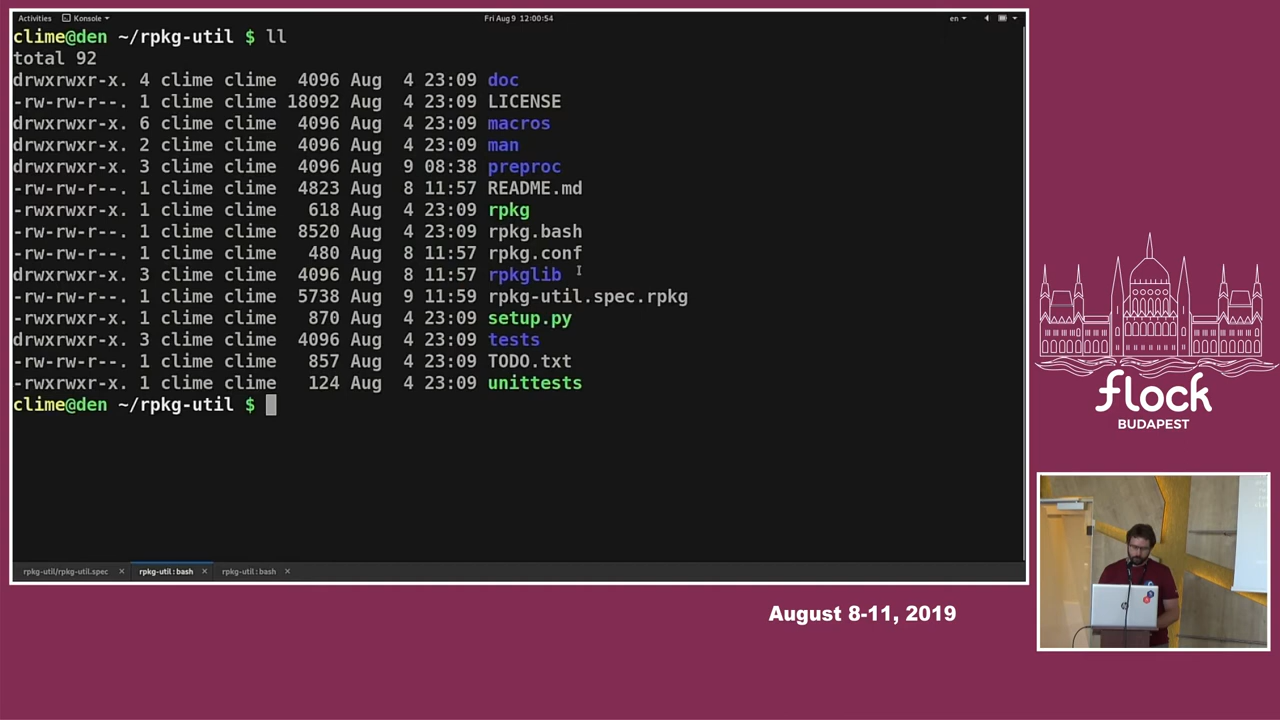 Activities Konsole Fri Aug 9 12:00:54 en
clime@den ~/rpkg-util $ ll
total 92
drwxrwxr-x. 4 clime clime 4096 Aug 4 23:09 doc
-rw-rw-r--. 1 clime clime 18092 Aug 4 23:09 LICENSE
drwxrwxr-x. 6 clime clime 4096 Aug 4 23:09 macros
drwxrwxr-x. 2 clime clime 4096 Aug 4 23:09 man
drwxrwxr-x. 3 clime clime 4096 Aug 9 08:38 preproc
-rw-rw-r--. 1 clime clime 4823 Aug 8 11:57 README.md
-rwxrwxr-x. 1 clime clime 618 Aug 4 23:09 rpkg
-rw-rw-r--. 1 clime clime 8520 Aug 4 23:09 rpkg.bash
-rw-rw-r--. 1 clime clime 480 Aug 8 11:57 rpkg.conf
drwxrwxr-x. 3 clime clime 4096 Aug 8 11:57 rpkglib
-rw-rw-r--. 1 clime clime 5738 Aug 9 11:59 rpkg-util.spec.rpkg
-rwxrwxr-x. 1 clime clime 870 Aug 4 23:09 setup.py
drwxrwxr-x. 3 clime clime 4096 Aug 4 23:09 tests
-rw-rw-r--. 1 clime clime 857 Aug 4 23:09 TODO.txt
-rwxrwxr-x. 1 clime clime 124 Aug 4 23:09 unittests
clime@den ~/rpkg-util $
rpkg-util/rpkg-util.spec × rpkg-util : bash × rpkg-util : bash ×
flock
BUDAPEST
August 8-11, 2019